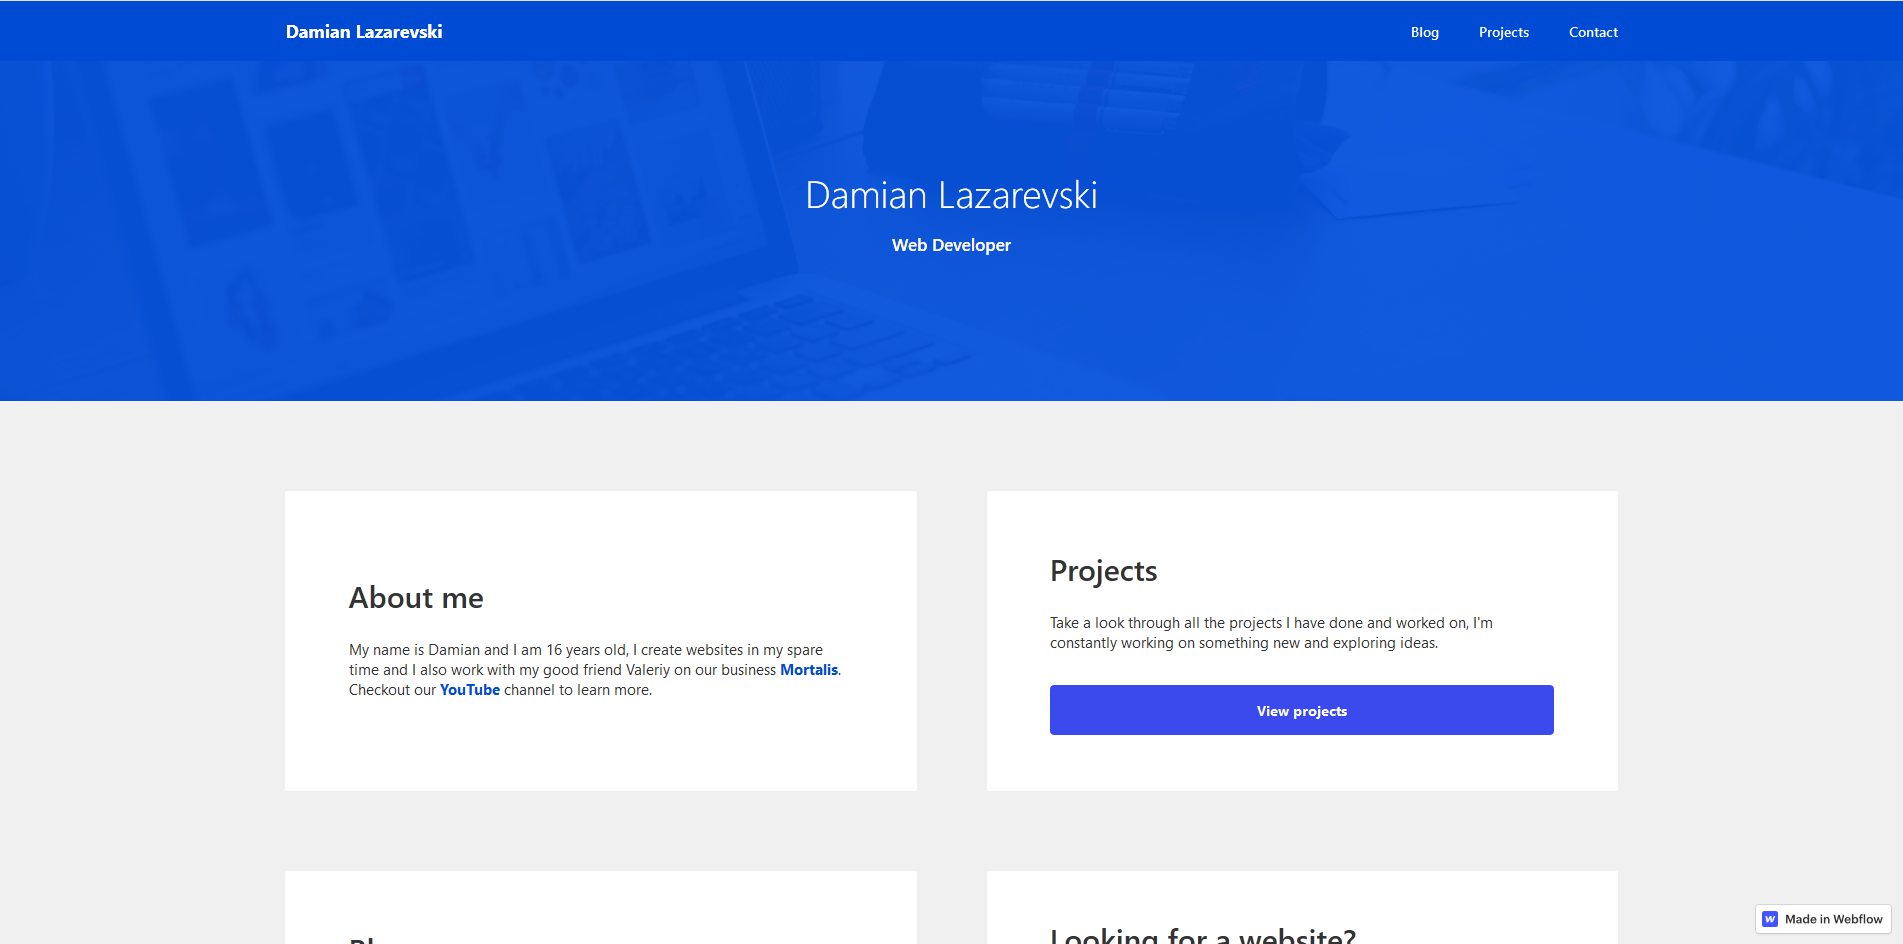 Damian Lazarevski
Blog
Projects
Contact
Damian Lazarevski
Web Developer
About me
My name is Damian and I am 16 years old, I create websites in my spare
time and I also work with my good friend Valeriy on our business Mortalis.
Checkout our YouTube channel to learn more.
Projects
Take a look through all the projects I have done and worked on, I'm
constantly working on something new and exploring ideas.
View projects
Looking for a website?
Made in Webflow